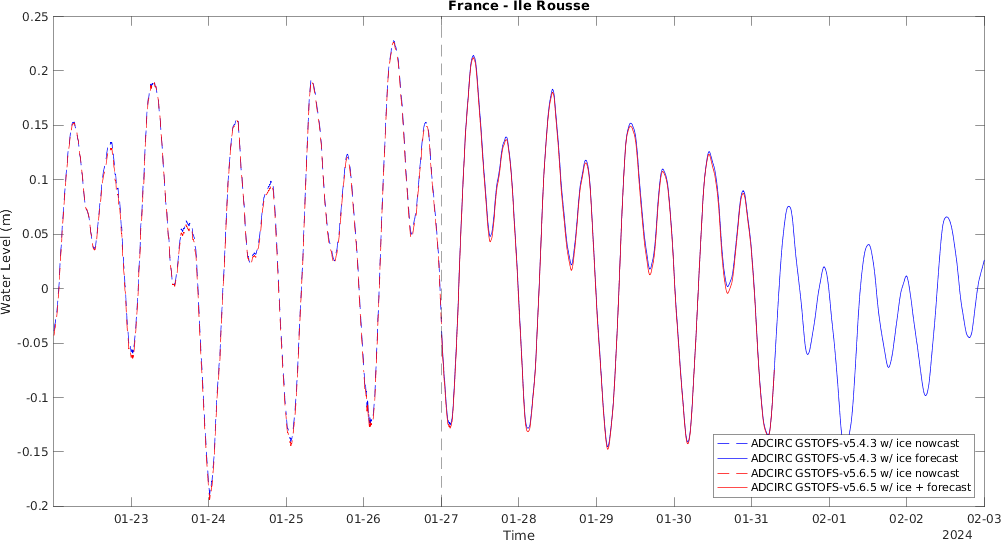 France - Ile Rousse
0.25
0.2
0.15
0.1
0.05
0
-0.05
-0.1
-0.15
-0.2
Water Level (m)
01-23 01-24 01-25 01-26 01-27 01-28 01-29 01-30 01-31 02-01 02-02 02-03
Time
2024
ADCIRC GSTOFS-v5.4.3 w/ ice nowcast
ADCIRC GSTOFS-v5.4.3 w/ ice forecast
ADCIRC GSTOFS-v5.6.5 w/ ice nowcast
ADCIRC GSTOFS-v5.6.5 w/ ice + forecast